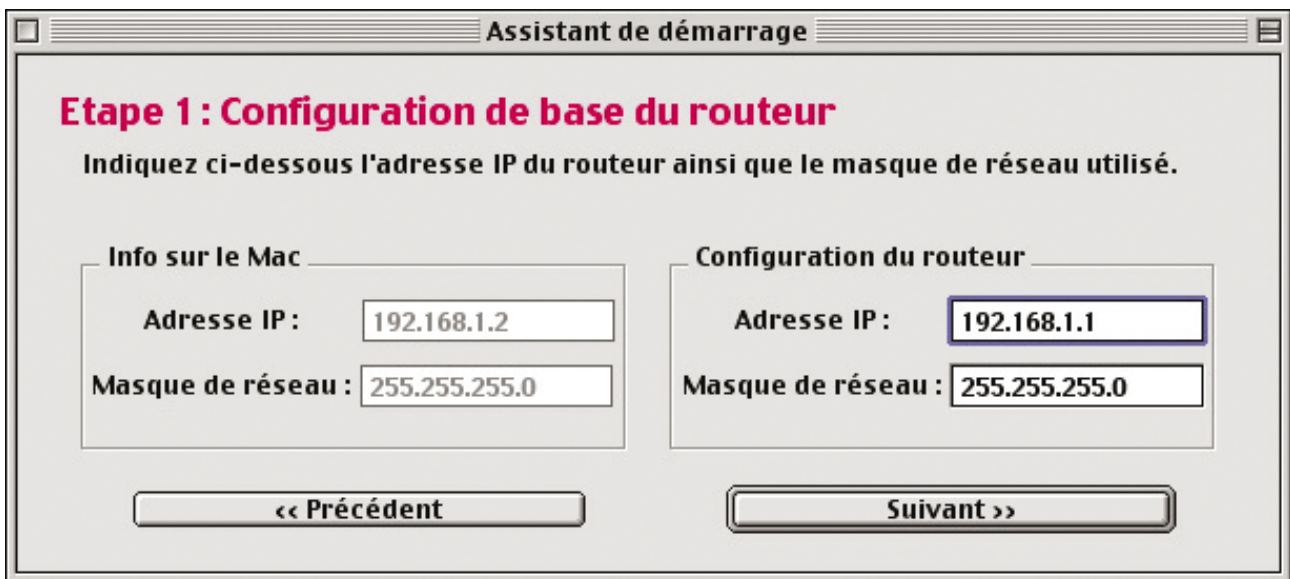 Assistant de démarrage
Etape 1 : Configuration de base du routeur
Indiquez ci-dessous l'adresse IP du routeur ainsi que le masque de réseau utilisé.
Info sur le Mac
Adresse IP : 192.168.1.2
Masque de réseau : 255.255.255.0
Configuration du routeur
Adresse IP : 192.168.1.1
Masque de réseau : 255.255.255.0
<< Précédent
Suivant >>